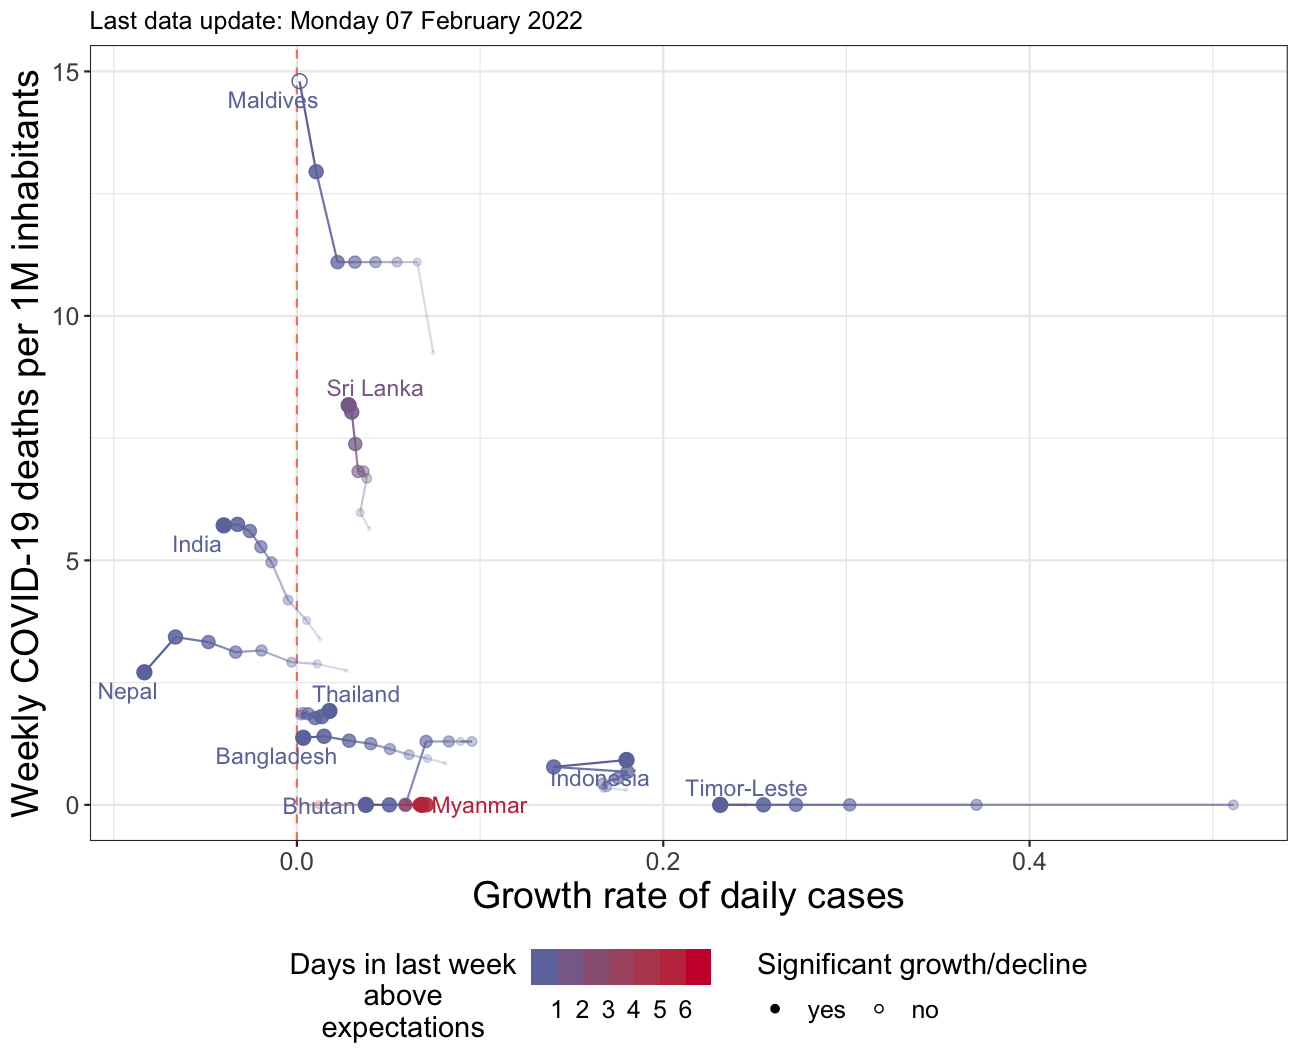 Last data update: Monday 07 February 2022
Weekly COVID-19 deaths per 1M inhabitants
15
10
5
0
Maldives
Sri Lanka
India
Nepal
Thailand
Bangladesh
Indonesia
Timor-Leste
Bhutan
Myanmar
0.0 0.2 0.4
Growth rate of daily cases
Days in last week
above
expectations
1 2 3 4 5 6
Significant growth/decline
yes no